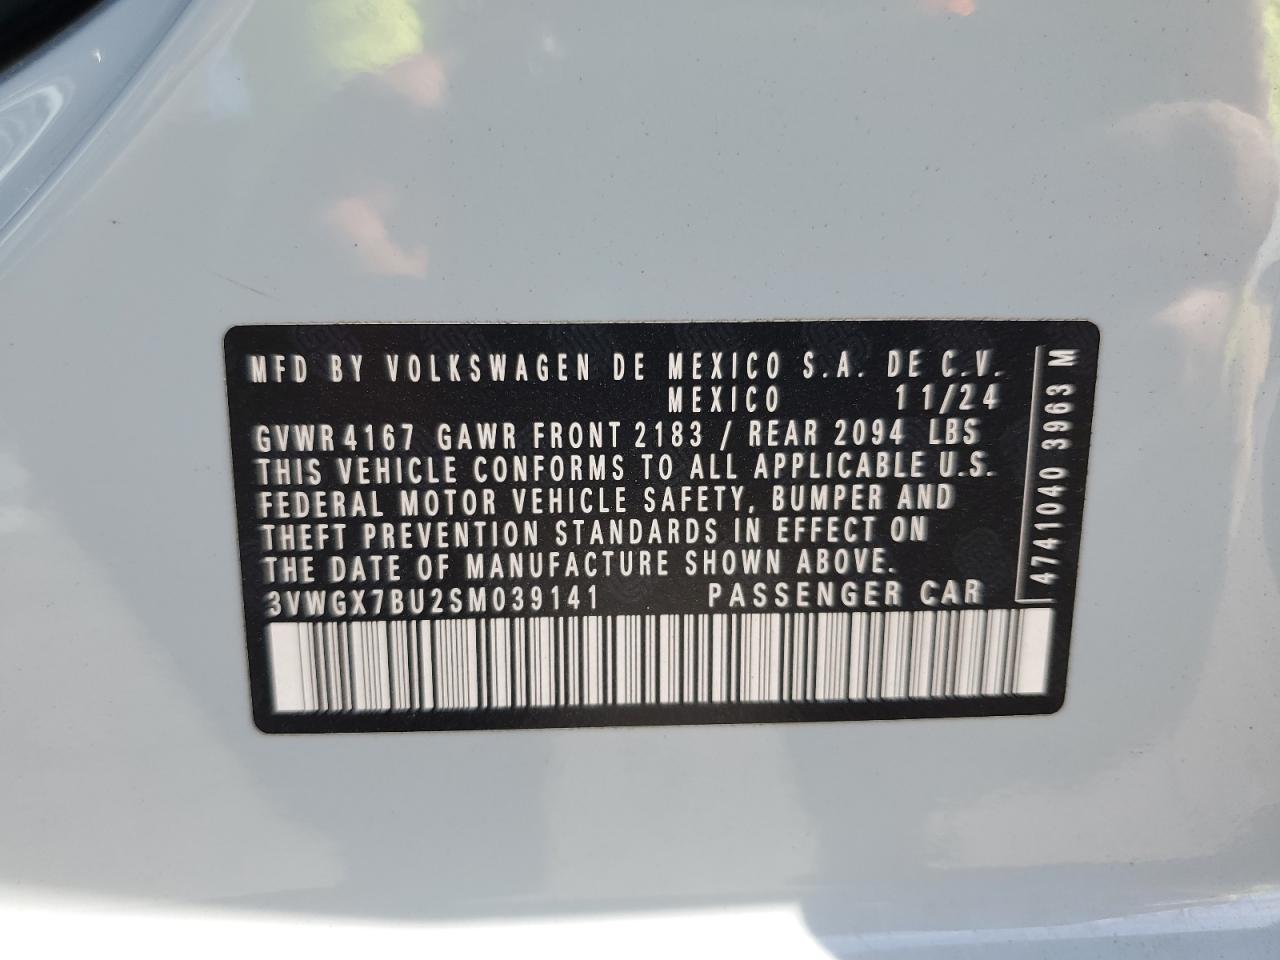 MFD BY VOLKSWAGEN DE MEXICO S.A. DE C.V.
MEXICO 11/24
GVWR 4167 GAWR FRONT 2183 / REAR 2094 LBS
THIS VEHICLE CONFORMS TO ALL APPLICABLE U.S.
FEDERAL MOTOR VEHICLE SAFETY, BUMPER AND
THEFT PREVENTION STANDARDS IN EFFECT ON
THE DATE OF MANUFACTURE SHOWN ABOVE.
3VWGX7BU2SM039141 PASSENGER CAR
4741040 3963 M